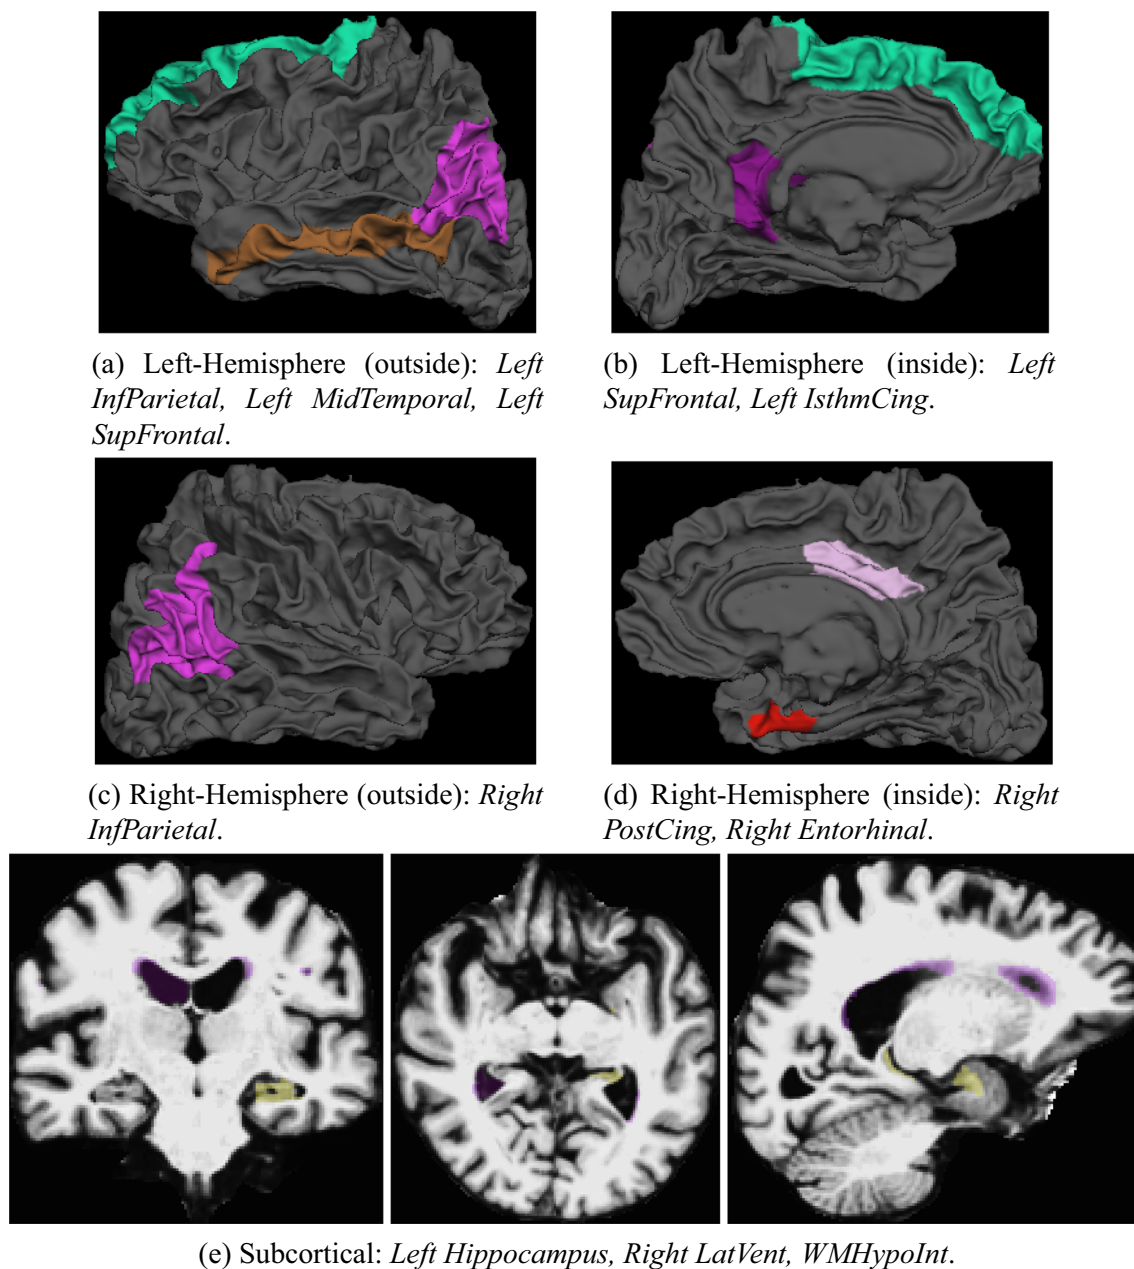 (a) Left-Hemisphere (outside): Left
InfParietal, Left MidTemporal, Left
SupFrontal.
(b) Left-Hemisphere (inside): Left
SupFrontal, Left IsthmCing.
(c) Right-Hemisphere (outside): Right
InfParietal.
(d) Right-Hemisphere (inside): Right
PostCing, Right Entorhinal.
(e) Subcortical: Left Hippocampus, Right LatVent, WMHypoInt.